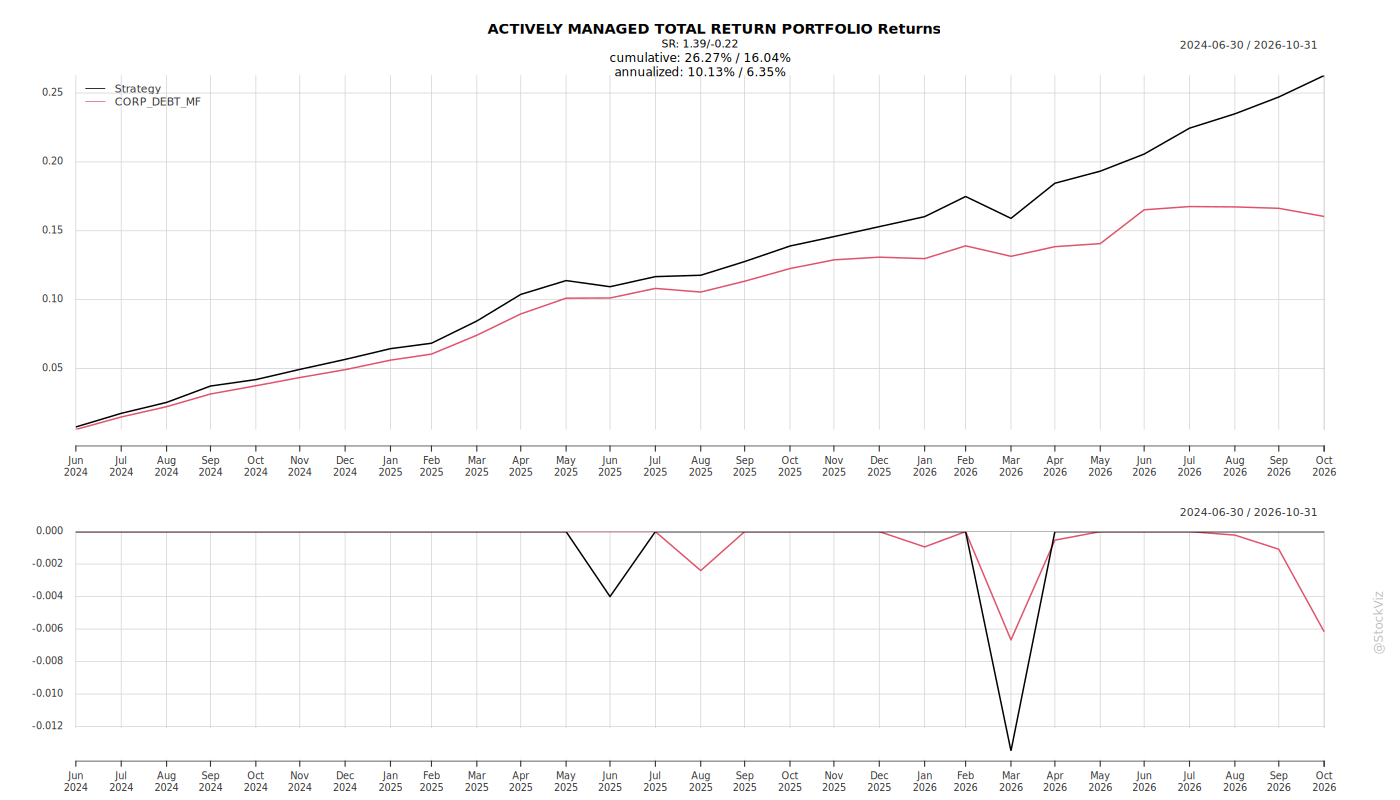 ACTIVELY MANAGED TOTAL RETURN PORTFOLIO Returns
SR: 1.39/-0.22
cumulative: 26.27% / 16.04%
annualized: 10.13% / 6.35%
2024-06-30 / 2026-10-31
Strategy
CORP_DEBT_MF
0.25
0.20
0.15
0.10
0.05
Jun Jul Aug Sep Oct Nov Dec Jan Feb Mar Apr May Jun Jul Aug Sep Oct Nov Dec Jan Feb Mar Apr May Jun Jul Aug Sep Oct
2024 2024 2024 2024 2024 2024 2024 2025 2025 2025 2025 2025 2025 2025 2025 2025 2025 2025 2025 2026 2026 2026 2026 2026 2026 2026 2026 2026 2026
2024-06-30 / 2026-10-31
0.000
-0.002
-0.004
-0.006
-0.008
-0.010
-0.012
Jun Jul Aug Sep Oct Nov Dec Jan Feb Mar Apr May Jun Jul Aug Sep Oct Nov Dec Jan Feb Mar Apr May Jun Jul Aug Sep Oct
2024 2024 2024 2024 2024 2024 2024 2025 2025 2025 2025 2025 2025 2025 2025 2025 2025 2025 2025 2026 2026 2026 2026 2026 2026 2026 2026 2026 2026
@StockViz